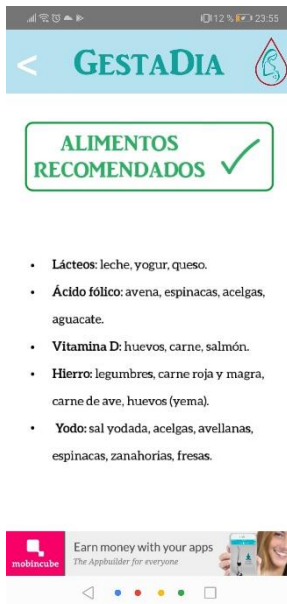 12 % 23:55
GESTADIA
ALIMENTOS
RECOMENDADOS
• Lácteos: leche, yogur, queso.
• Ácido fólico: avena, espinacas, acelgas,
aguacate.
• Vitamina D: huevos, carne, salmón.
• Hierro: legumbres, carne roja y magra,
carne de ave, huevos (yema).
• Yodo: sal yodada, acelgas, avellanas,
espinacas, zanahorias, fresas.
mobincube
Earn money with your apps
The Appbuilder for everyone